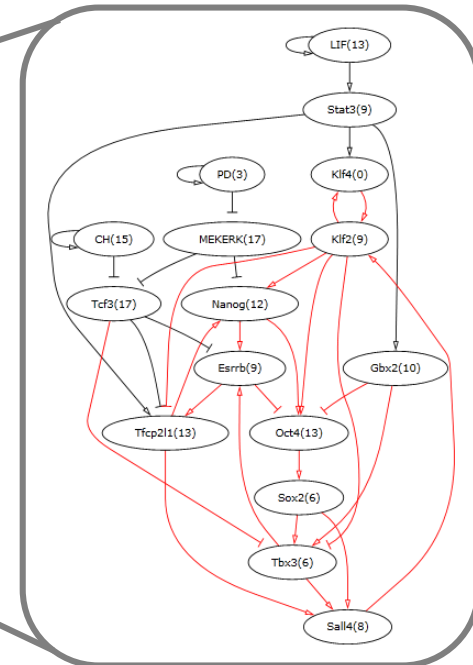 LIF(13)
Stat3(9)
PD(3)
Klf4(0)
CH(15)
MEKERK(17)
Klf2(9)
Tcf3(17)
Nanog(12)
Esrrb(9)
Gbx2(10)
Tfcp2l1(13)
Oct4(13)
Sox2(6)
Tbx3(6)
Sall4(8)